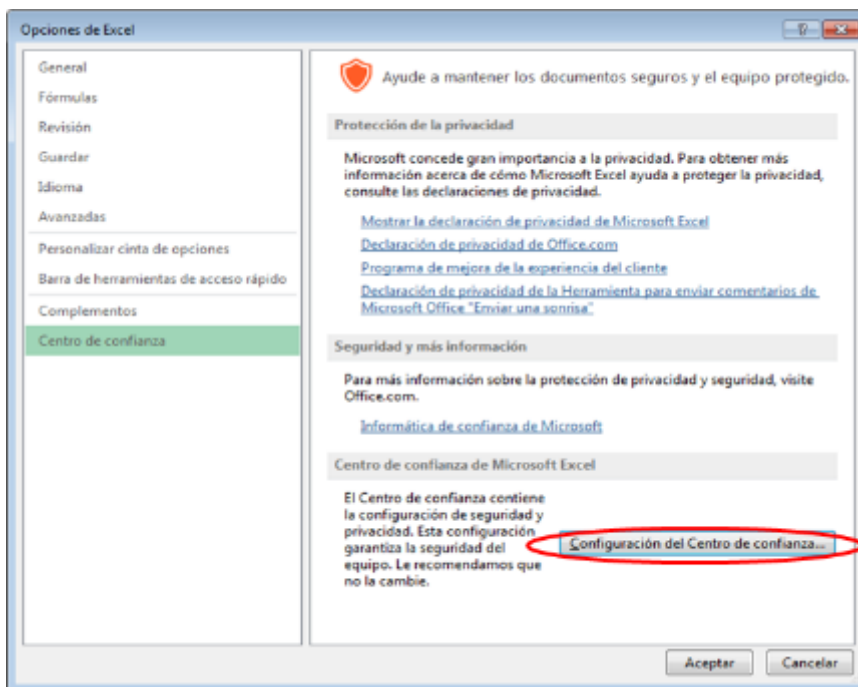 Opciones de Excel
General
Fórmulas
Revisión
Guardar
Idioma
Avanzadas
Personalizar cinta de opciones
Barra de herramientas de acceso rápido
Complementos
Centro de confianza
Ayude a mantener los documentos seguros y el equipo protegido.
Protección de la privacidad
Microsoft concede gran importancia a la privacidad. Para obtener más
información acerca de cómo Microsoft Excel ayuda a proteger la privacidad,
consulte las declaraciones de privacidad.
Mostrar la declaración de privacidad de Microsoft Excel
Declaración de privacidad de Office.com
Programa de mejora de la experiencia del cliente
Declaración de privacidad de la Herramienta para enviar comentarios de
Microsoft Office "Enviar una sonrisa"
Seguridad y más información
Para más información sobre la protección de privacidad y seguridad, visite
Office.com.
Informática de confianza de Microsoft
Centro de confianza de Microsoft Excel
El Centro de confianza contiene
la configuración de seguridad y
privacidad. Esta configuración
garantiza la seguridad del
equipo. Le recomendamos que
no la cambie.
Configuración del Centro de confianza...
Aceptar
Cancelar